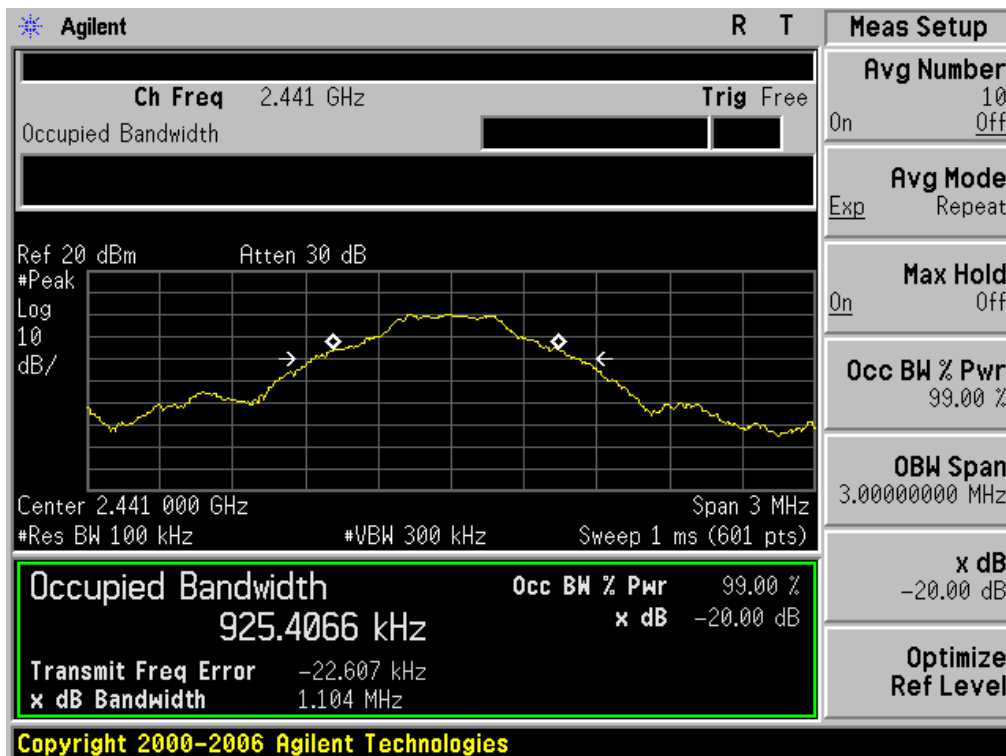 Agilent R T
Ch Freq 2.441 GHz Trig Free
Occupied Bandwidth
Ref 20 dBm Atten 30 dB
#Peak
Log
10
dB/
Center 2.441 000 GHz Span 3 MHz
#Res BW 100 kHz #VBW 300 kHz Sweep 1 ms (601 pts)
Occupied Bandwidth Occ BW % Pwr 99.00 %
925.4066 kHz x dB -20.00 dB
Transmit Freq Error -22.607 kHz
x dB Bandwidth 1.104 MHz
Copyright 2000-2006 Agilent Technologies
Meas Setup
Avg Number
10
On Off
Avg Mode
Exp Repeat
Max Hold
On Off
Occ BW % Pwr
99.00 %
OBW Span
3.00000000 MHz
x dB
-20.00 dB
Optimize
Ref Level